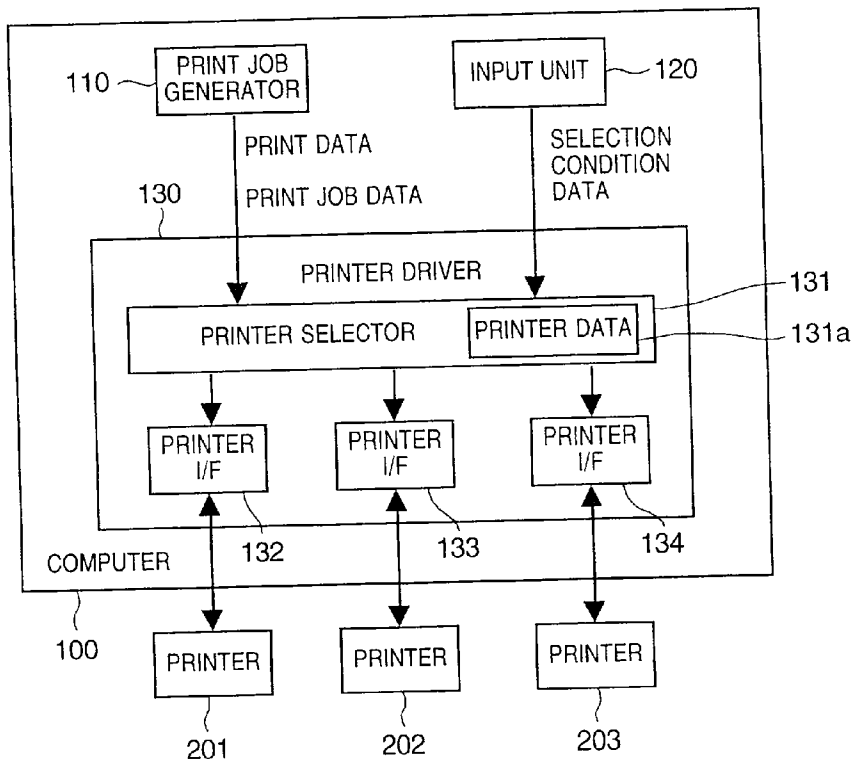 110
PRINT JOB
GENERATOR
INPUT UNIT
120
PRINT DATA
PRINT JOB DATA
SELECTION
CONDITION
DATA
130
PRINTER DRIVER
PRINTER SELECTOR
PRINTER DATA
131
131a
PRINTER
I/F
PRINTER
I/F
PRINTER
I/F
132
133
134
COMPUTER
100
PRINTER
PRINTER
PRINTER
201
202
203